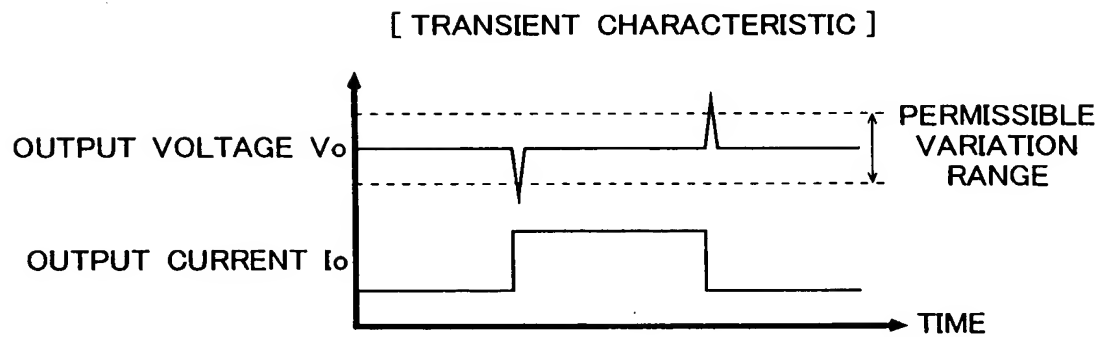 [ TRANSIENT CHARACTERISTIC ]
OUTPUT VOLTAGE Vo
PERMISSIBLE
VARIATION
RANGE
OUTPUT CURRENT Io
TIME